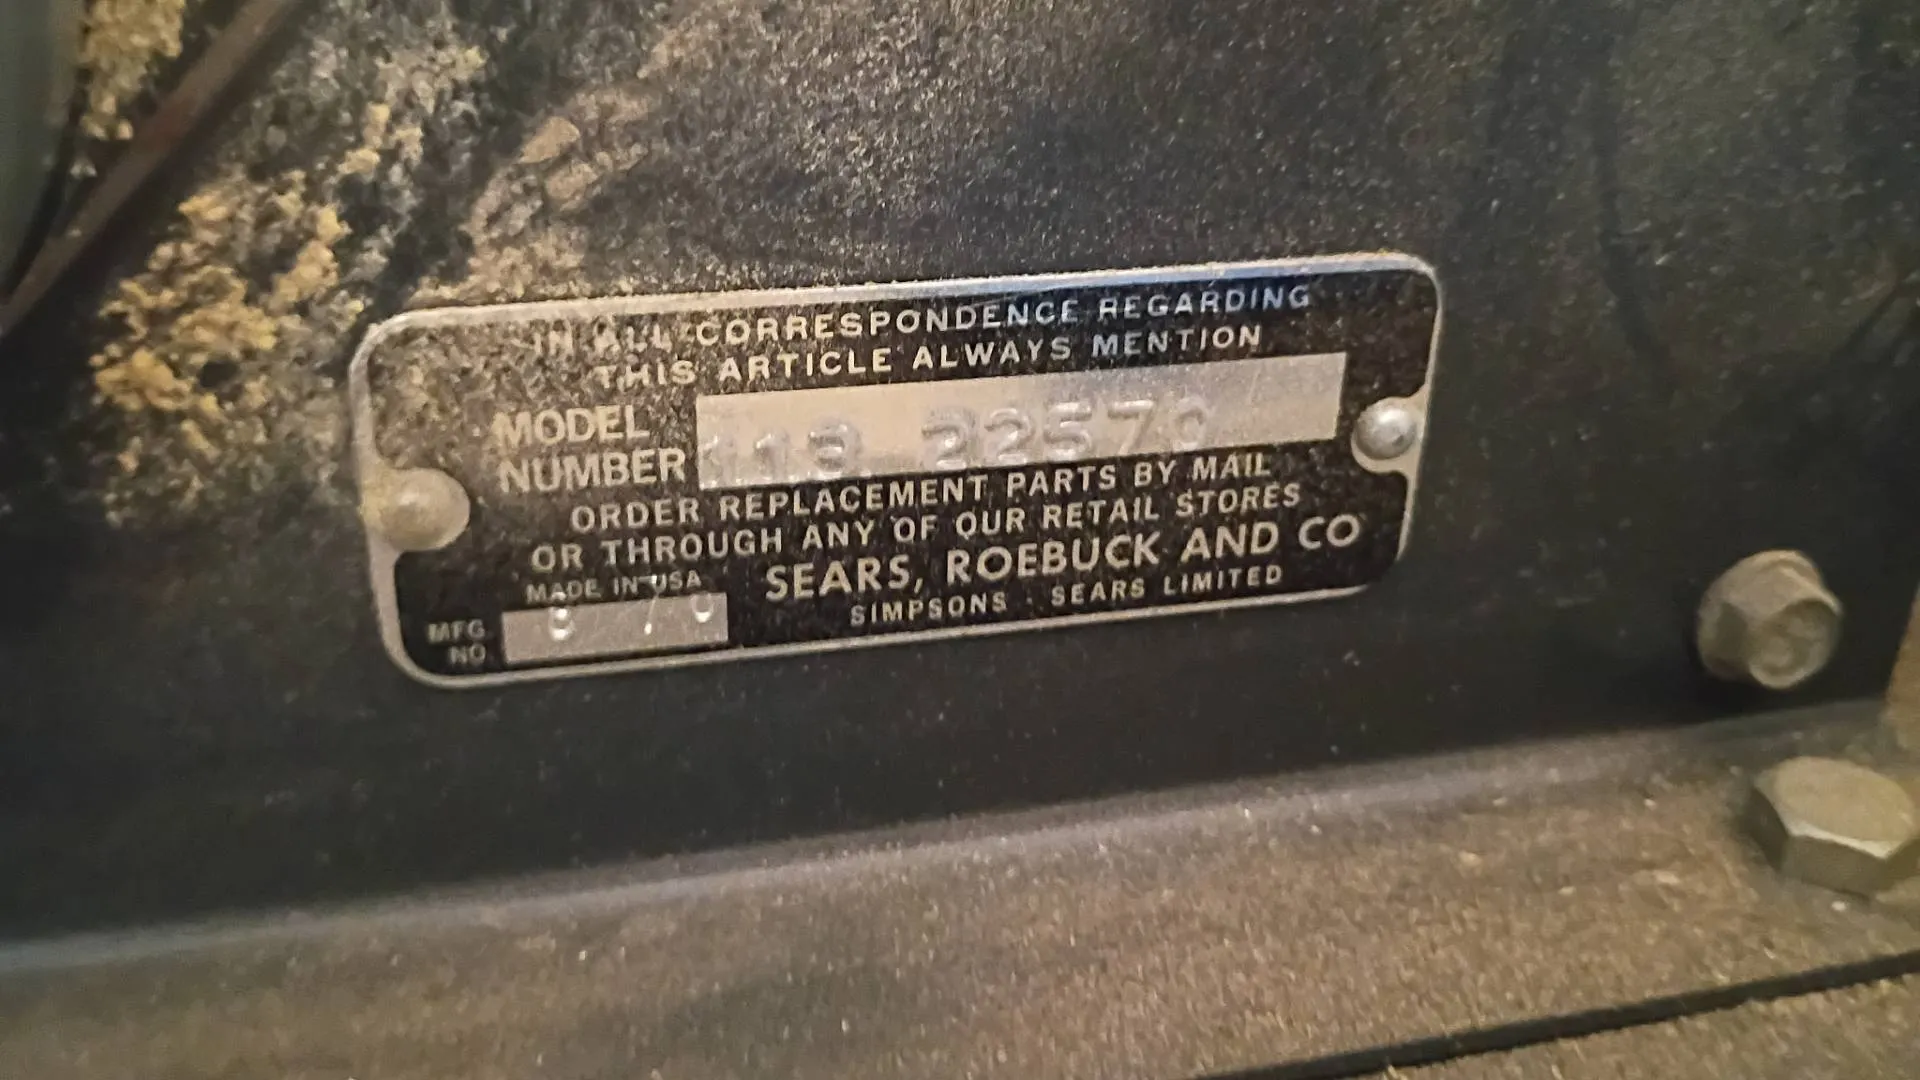 IN ALL CORRESPONDENCE REGARDING
THIS ARTICLE ALWAYS MENTION
MODEL
NUMBER 113 22570
ORDER REPLACEMENT PARTS BY MAIL
OR THROUGH ANY OF OUR RETAIL STORES
MADE IN USA
SEARS, ROEBUCK AND CO
SIMPSONS - SEARS LIMITED
MFG.
NO.